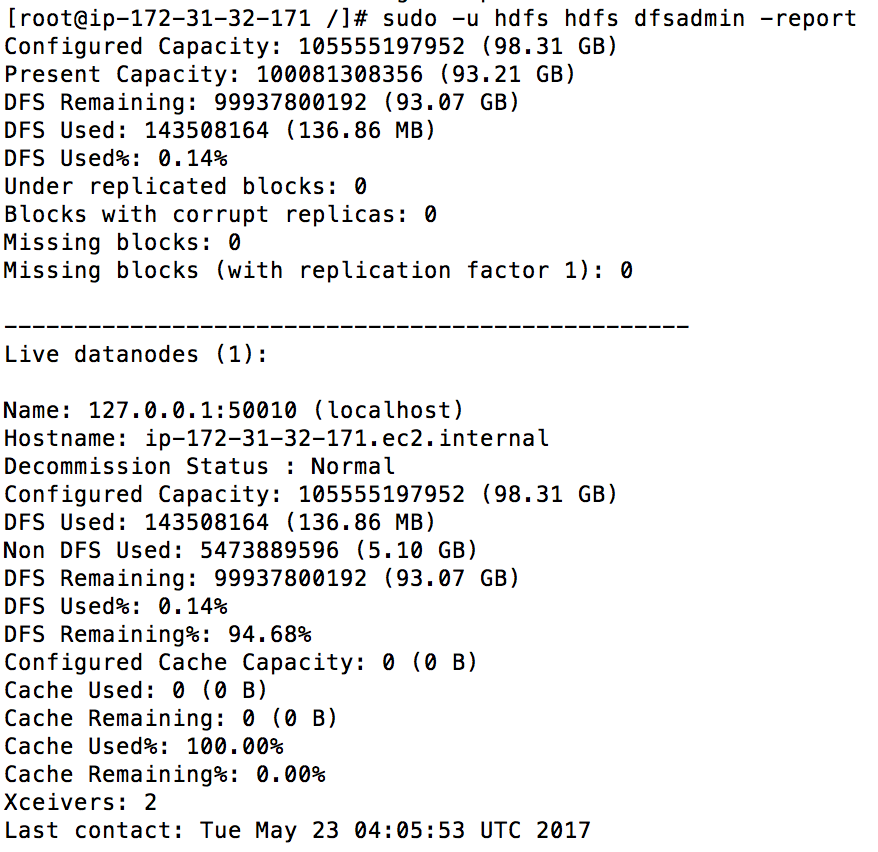 [root@ip-172-31-32-171 /]# sudo -u hdfs hdfs dfsadmin -report
Configured Capacity: 105555197952 (98.31 GB)
Present Capacity: 100081308356 (93.21 GB)
DFS Remaining: 99937800192 (93.07 GB)
DFS Used: 143508164 (136.86 MB)
DFS Used%: 0.14%
Under replicated blocks: 0
Blocks with corrupt replicas: 0
Missing blocks: 0
Missing blocks (with replication factor 1): 0
-------------------------------------------------
Live datanodes (1):
Name: 127.0.0.1:50010 (localhost)
Hostname: ip-172-31-32-171.ec2.internal
Decommission Status : Normal
Configured Capacity: 105555197952 (98.31 GB)
DFS Used: 143508164 (136.86 MB)
Non DFS Used: 5473889596 (5.10 GB)
DFS Remaining: 99937800192 (93.07 GB)
DFS Used%: 0.14%
DFS Remaining%: 94.68%
Configured Cache Capacity: 0 (0 B)
Cache Used: 0 (0 B)
Cache Remaining: 0 (0 B)
Cache Used%: 100.00%
Cache Remaining%: 0.00%
Xceivers: 2
Last contact: Tue May 23 04:05:53 UTC 2017